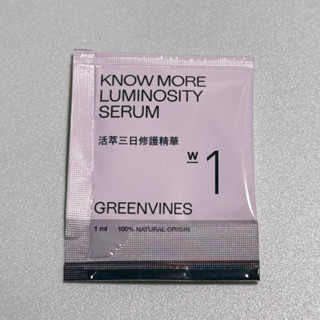 KNOW MORE
LUMINOSITY
SERUM
活萃三日修護精華
W 1
GREENVINES
1 ml 100% NATURAL ORIGIN